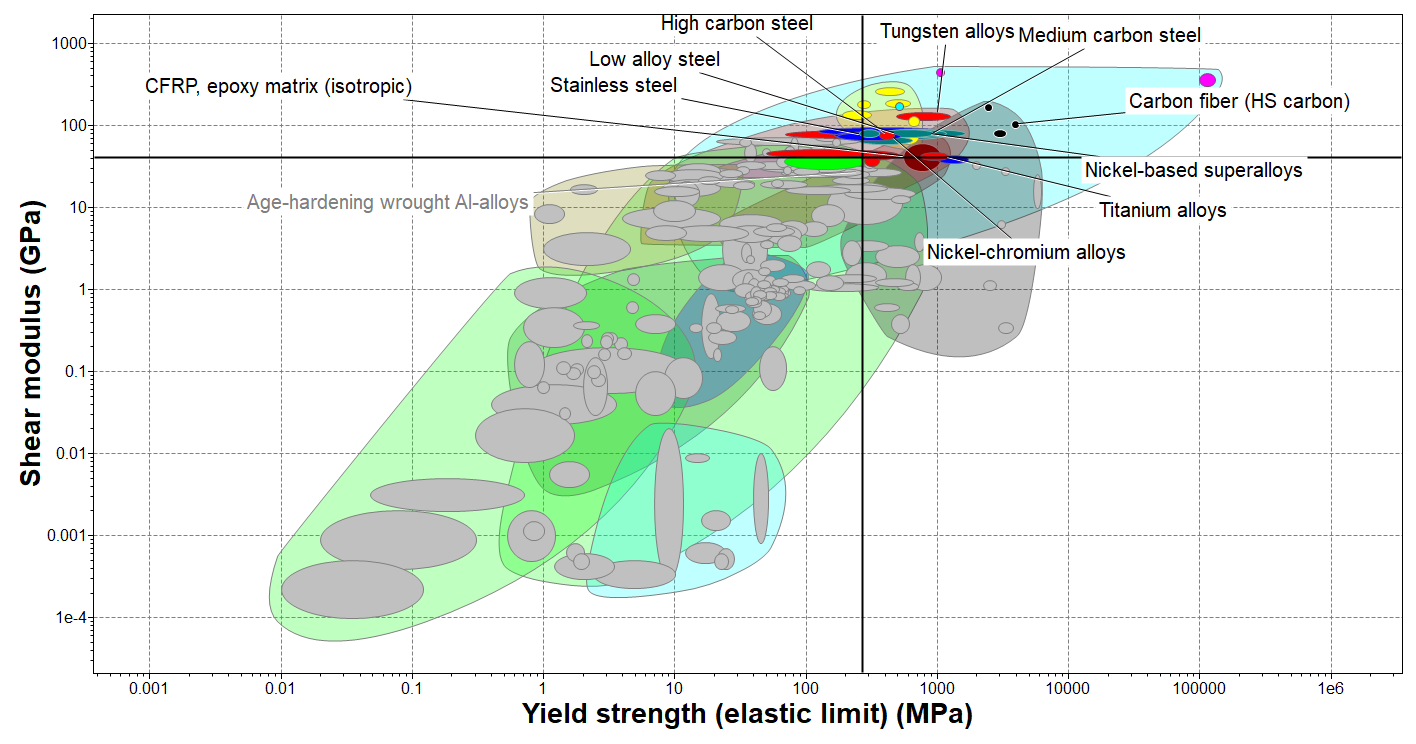 High carbon steel
Tungsten alloys
Medium carbon steel
Low alloy steel
Stainless steel
CFRP, epoxy matrix (isotropic)
Carbon fiber (HS carbon)
Nickel-based superalloys
Age-hardening wrought Al-alloys
Titanium alloys
Nickel-chromium alloys
Shear modulus (GPa)
1000
100
10
1
0.1
0.01
0.001
1e-4
0.001
0.01
0.1
1
10
100
1000
10000
100000
1e6
Yield strength (elastic limit) (MPa)